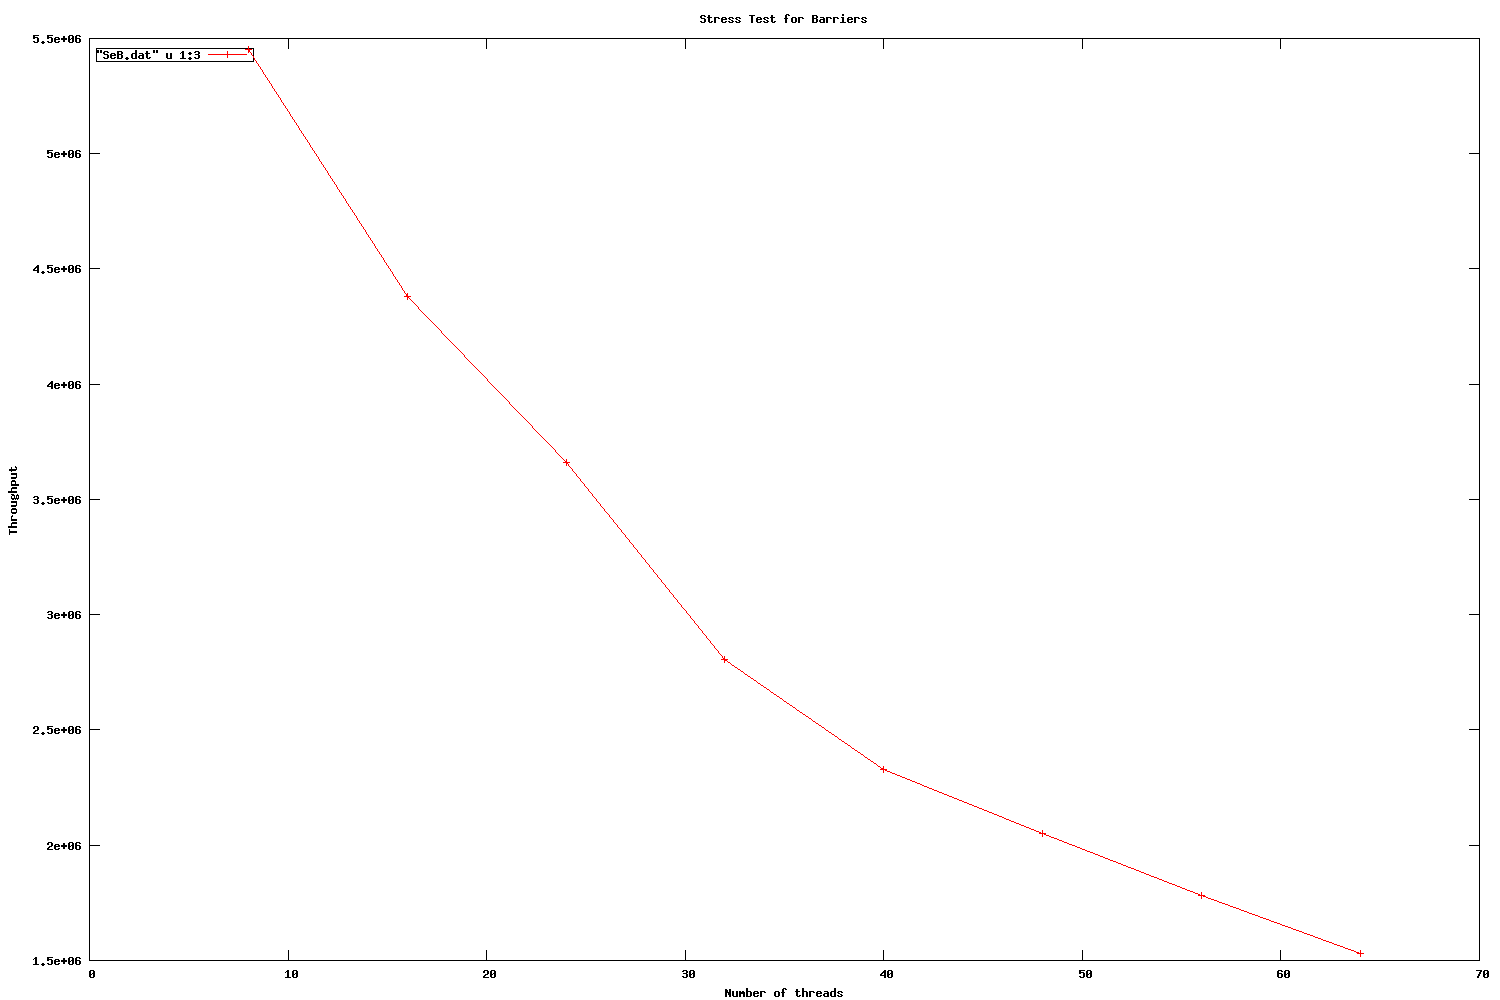 Stress Test for Barriers
5.5e+06
"SeB.dat" u 1:3
5e+06
4.5e+06
4e+06
3.5e+06
3e+06
2.5e+06
2e+06
1.5e+06
Throughput
0 10 20 30 40 50 60 70
Number of threads